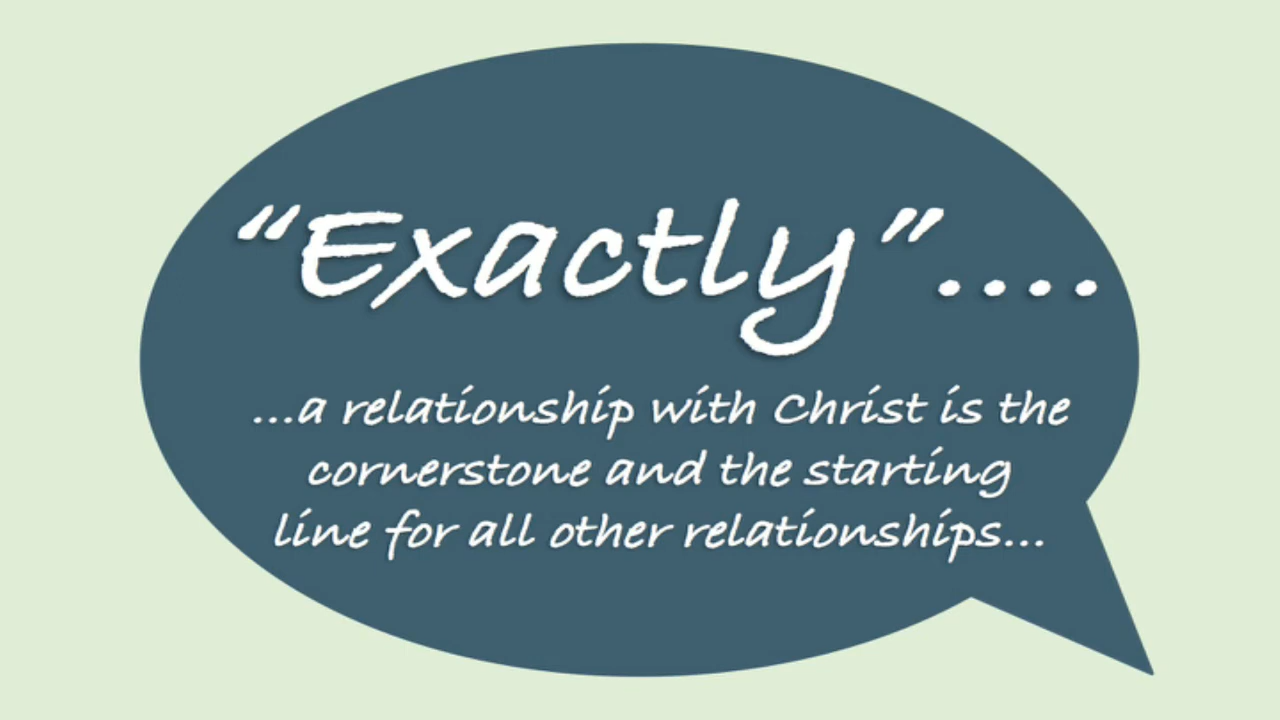 “Exactly”....
...a relationship with Christ is the
cornerstone and the starting
line for all other relationships...